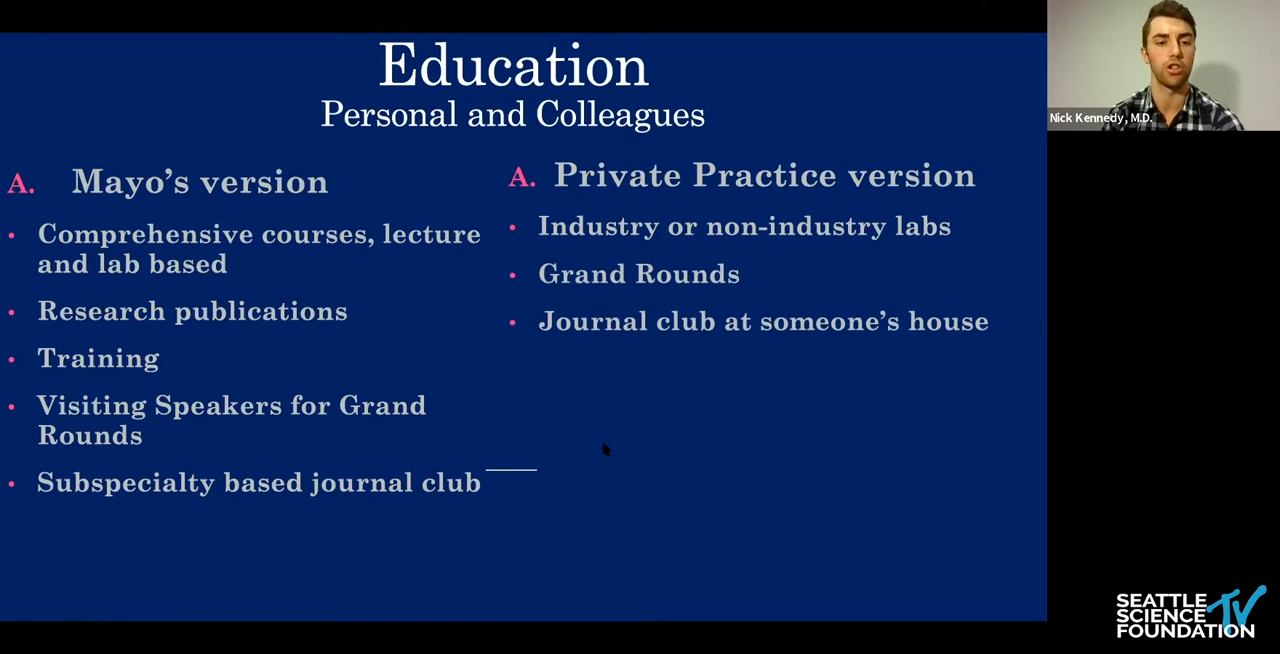 Education
Personal and Colleagues
A. Mayo's version
• Comprehensive courses, lecture
and lab based
• Research publications
• Training
• Visiting Speakers for Grand
Rounds
• Subspecialty based journal club
A. Private Practice version
• Industry or non-industry labs
• Grand Rounds
• Journal club at someone's house
Nick Kennedy, M.D.
SEATTLE
SCIENCE TV
FOUNDATION